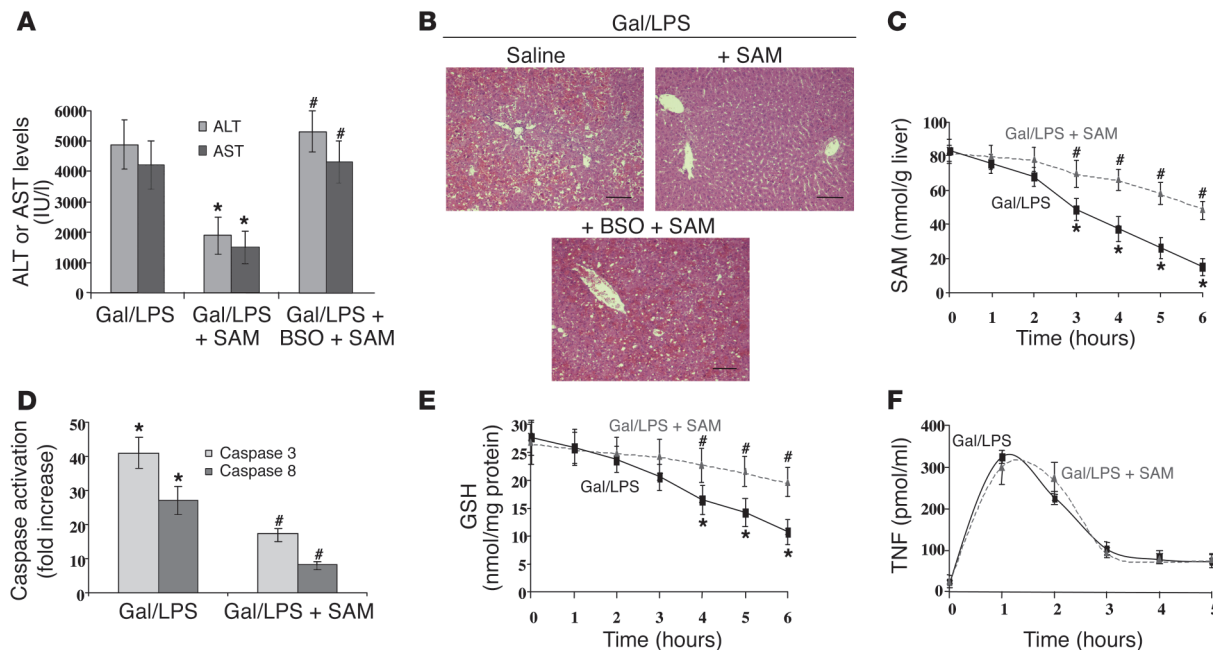 A
ALT or AST levels
(IU/l)
6000
5000
4000
3000
2000
1000
0
ALT
AST
#
#
*
*
Gal/LPS
Gal/LPS
+ SAM
Gal/LPS +
BSO + SAM
B
Gal/LPS
Saline
+ SAM
+ BSO + SAM
C
SAM (nmol/g liver)
100
80
60
40
20
0
Gal/LPS + SAM
Gal/LPS
#
#
#
#
*
*
*
*
0 1 2 3 4 5 6
Time (hours)
D
Caspase activation
(fold increase)
50
40
30
20
10
0
Caspase 3
Caspase 8
*
*
#
#
Gal/LPS
Gal/LPS + SAM
E
GSH
(nmol/mg protein)
30
25
20
15
10
5
0
Gal/LPS + SAM
Gal/LPS
#
#
#
*
*
*
0 1 2 3 4 5 6
Time (hours)
F
TNF (pmol/ml)
400
300
200
100
0
Gal/LPS
Gal/LPS + SAM
0 1 2 3 4 5
Time (hours)